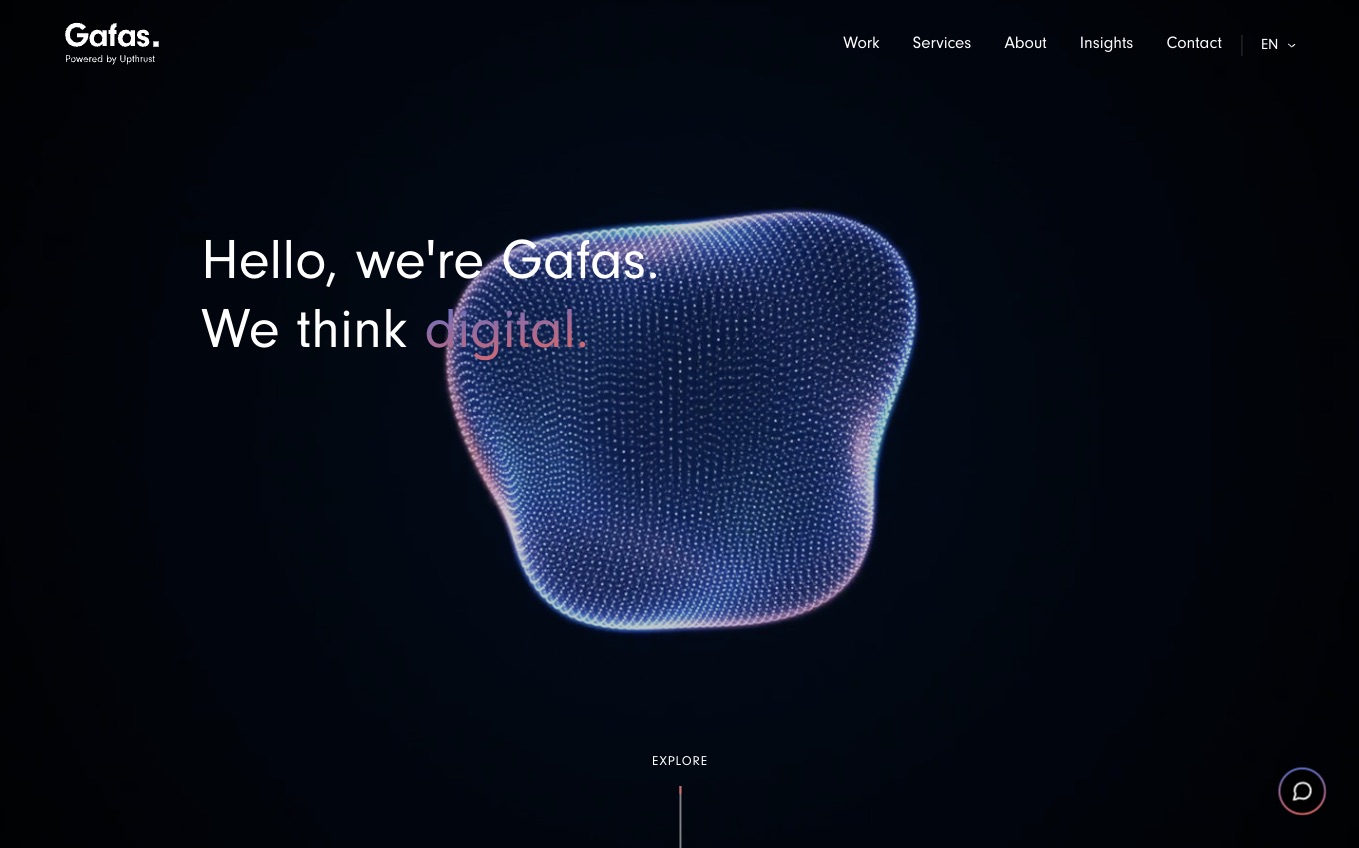 Gafas.
Powered by Upthrust
Work Services About Insights Contact EN
Hello, we're Gafas.
We think digital.
EXPLORE